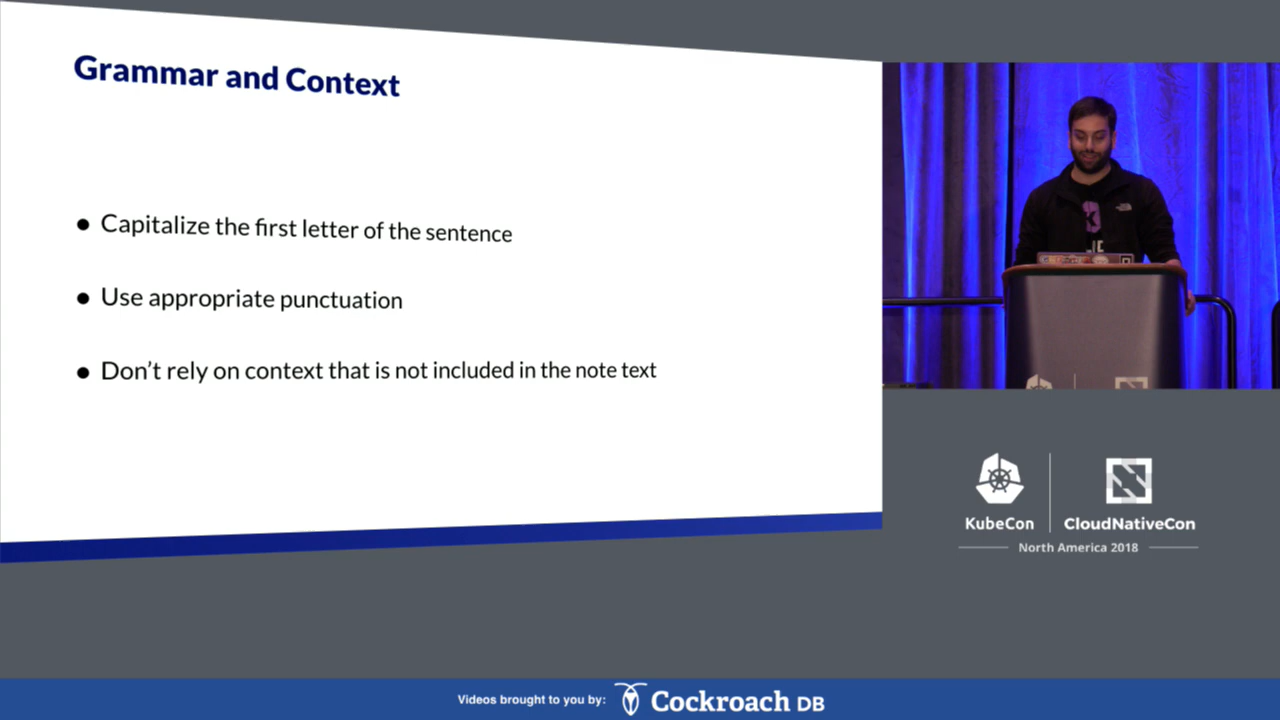 Grammar and Context
● Capitalize the first letter of the sentence
● Use appropriate punctuation
● Don't rely on context that is not included in the note text
KubeCon
CloudNativeCon
North America 2018
Videos brought to you by:
Cockroach DB